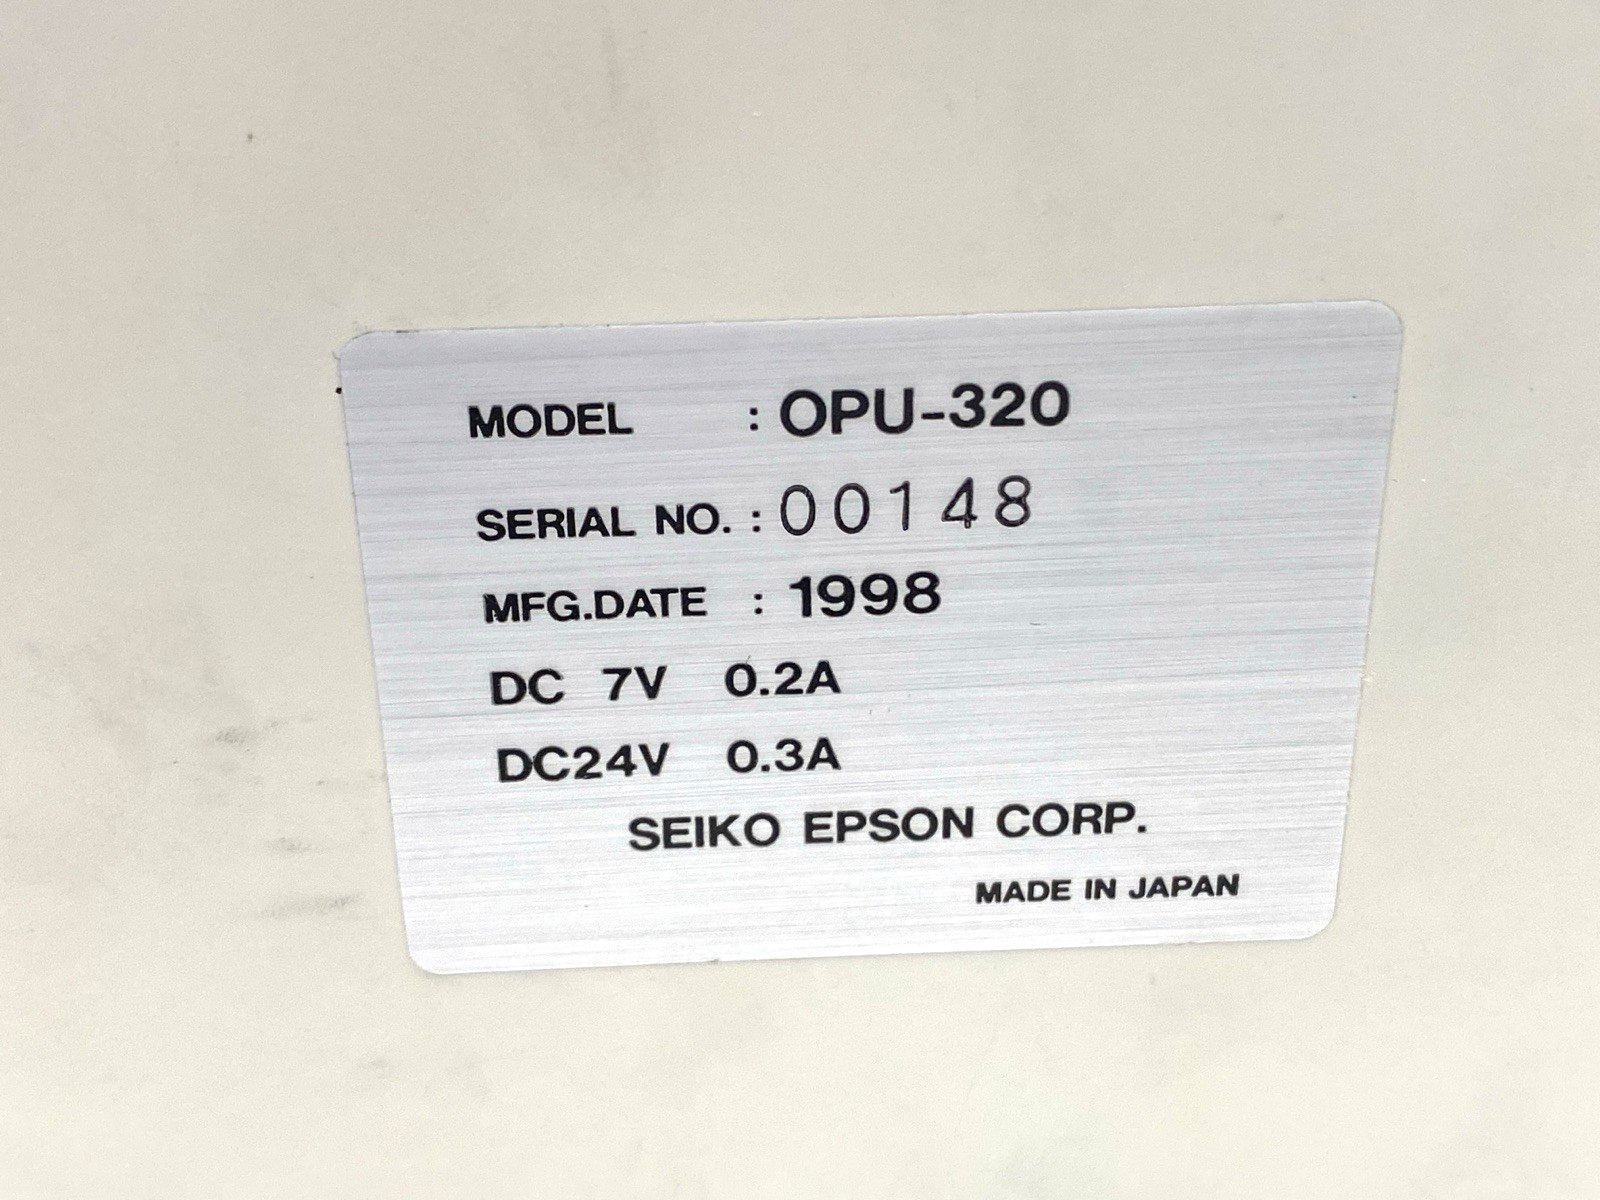 MODEL : OPU-320
SERIAL NO. : 00148
MFG.DATE : 1998
DC 7V 0.2A
DC24V 0.3A
SEIKO EPSON CORP.
MADE IN JAPAN